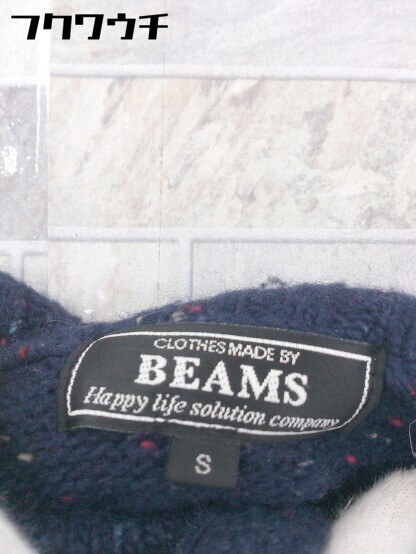 フクワウチ
CLOTHES MADE BY
BEAMS
Happy life solution company
S